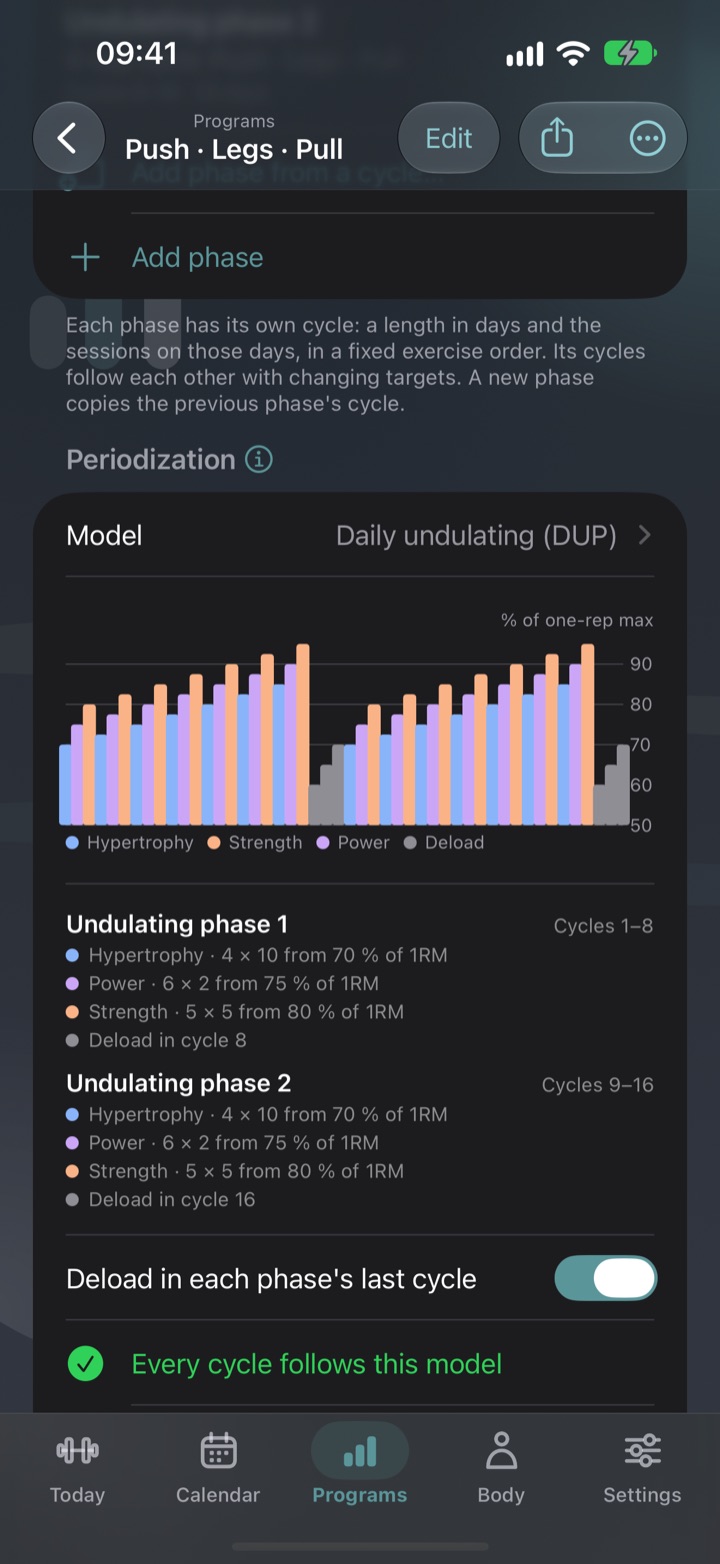 Undulating phase 2
09:41
Programs
Push · Legs · Pull
Edit
Add phase from a cycle...
Add phase
Each phase has its own cycle: a length in days and the
sessions on those days, in a fixed exercise order. Its cycles
follow each other with changing targets. A new phase
copies the previous phase's cycle.
Periodization
Model
Daily undulating (DUP)
% of one-rep max
90
80
70
60
50
Hypertrophy
Strength
Power
Deload
Undulating phase 1
Cycles 1–8
Hypertrophy · 4 × 10 from 70 % of 1RM
Power · 6 × 2 from 75 % of 1RM
Strength · 5 × 5 from 80 % of 1RM
Deload in cycle 8
Undulating phase 2
Cycles 9–16
Hypertrophy · 4 × 10 from 70 % of 1RM
Power · 6 × 2 from 75 % of 1RM
Strength · 5 × 5 from 80 % of 1RM
Deload in cycle 16
Deload in each phase's last cycle
Every cycle follows this model
Today
Calendar
Programs
Body
Settings